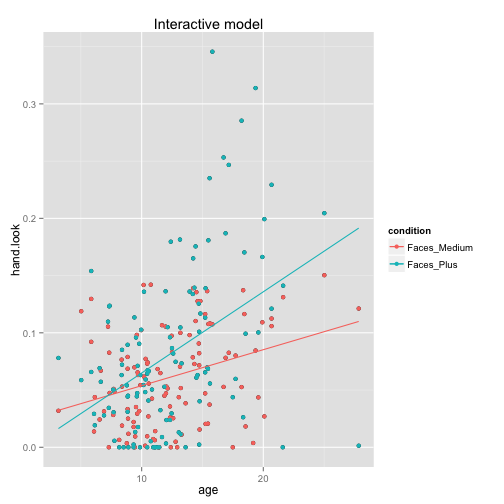 Interactive model
0.3
0.2
0.1
0.0
hand.look
10
20
age
condition
Faces_Medium
Faces_Plus